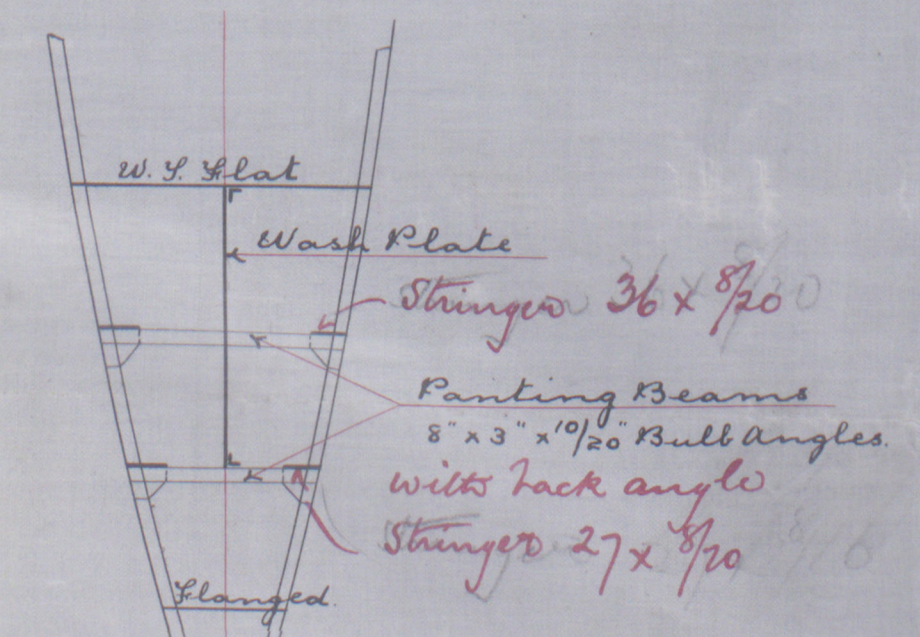 W. T. Flat
Wash Plate
Stringer 36 x 8/20
Panting Beams
8" x 3" x 10/20" Bulb Angles.
with back angle
Stringer 27 x 8/20
Flanged.